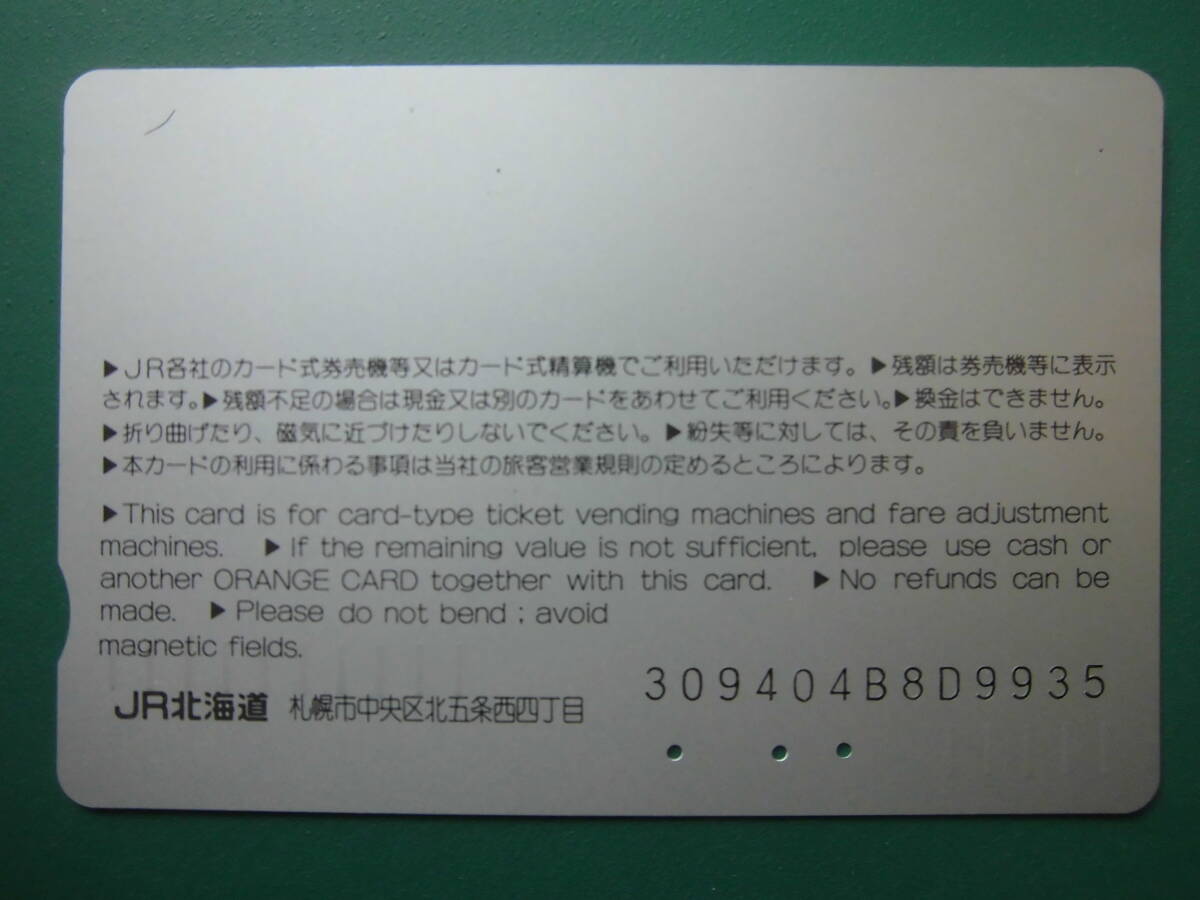 ▶JR各社のカード式券売機等又はカード式精算機でご利用いただけます。▶残額は券売機等に表示
されます。▶残額不足の場合は現金又は別のカードをあわせてご利用ください。▶換金はできません。
▶折り曲げたり、磁気に近づけたりしないでください。▶紛失等に対しては、その責を負いません。
▶本カードの利用に係わる事項は当社の旅客営業規則の定めるところによります。
▶This card is for card-type ticket vending machines and fare adjustment
machines. ▶If the remaining value is not sufficient, please use cash or
another ORANGE CARD together with this card. ▶No refunds can be
made. ▶Please do not bend ; avoid
magnetic fields.
309404B8D9935
JR北海道 札幌市中央区北五条西四丁目